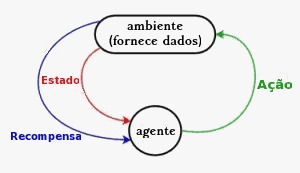 ambiente
(fornece dados)
Estado
Ação
Recompensa
agente